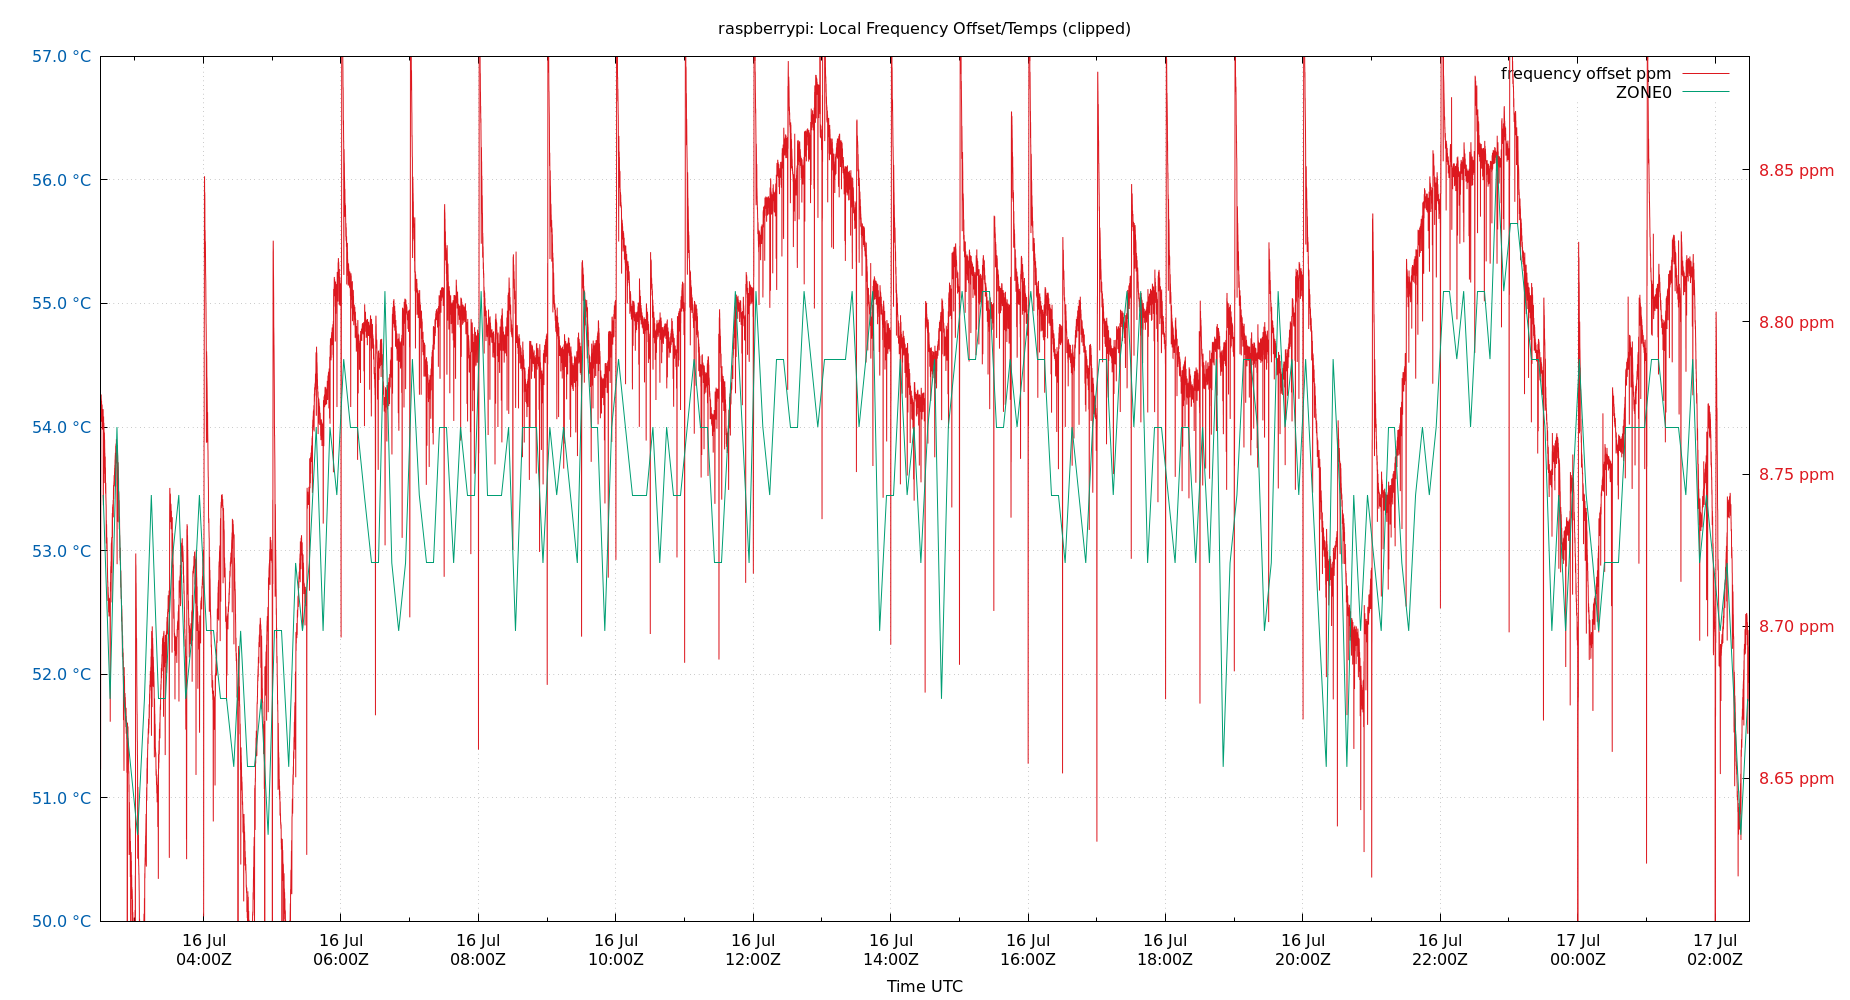 raspberrypi: Local Frequency Offset/Temps (clipped)
57.0 °C
56.0 °C
55.0 °C
54.0 °C
53.0 °C
52.0 °C
51.0 °C
50.0 °C
frequency offset ppm
ZONE0
8.85 ppm
8.80 ppm
8.75 ppm
8.70 ppm
8.65 ppm
16 Jul 16 Jul 16 Jul 16 Jul 16 Jul 16 Jul 16 Jul 16 Jul 16 Jul 16 Jul 17 Jul 17 Jul
04:00Z 06:00Z 08:00Z 10:00Z 12:00Z 14:00Z 16:00Z 18:00Z 20:00Z 22:00Z 00:00Z 02:00Z
Time UTC